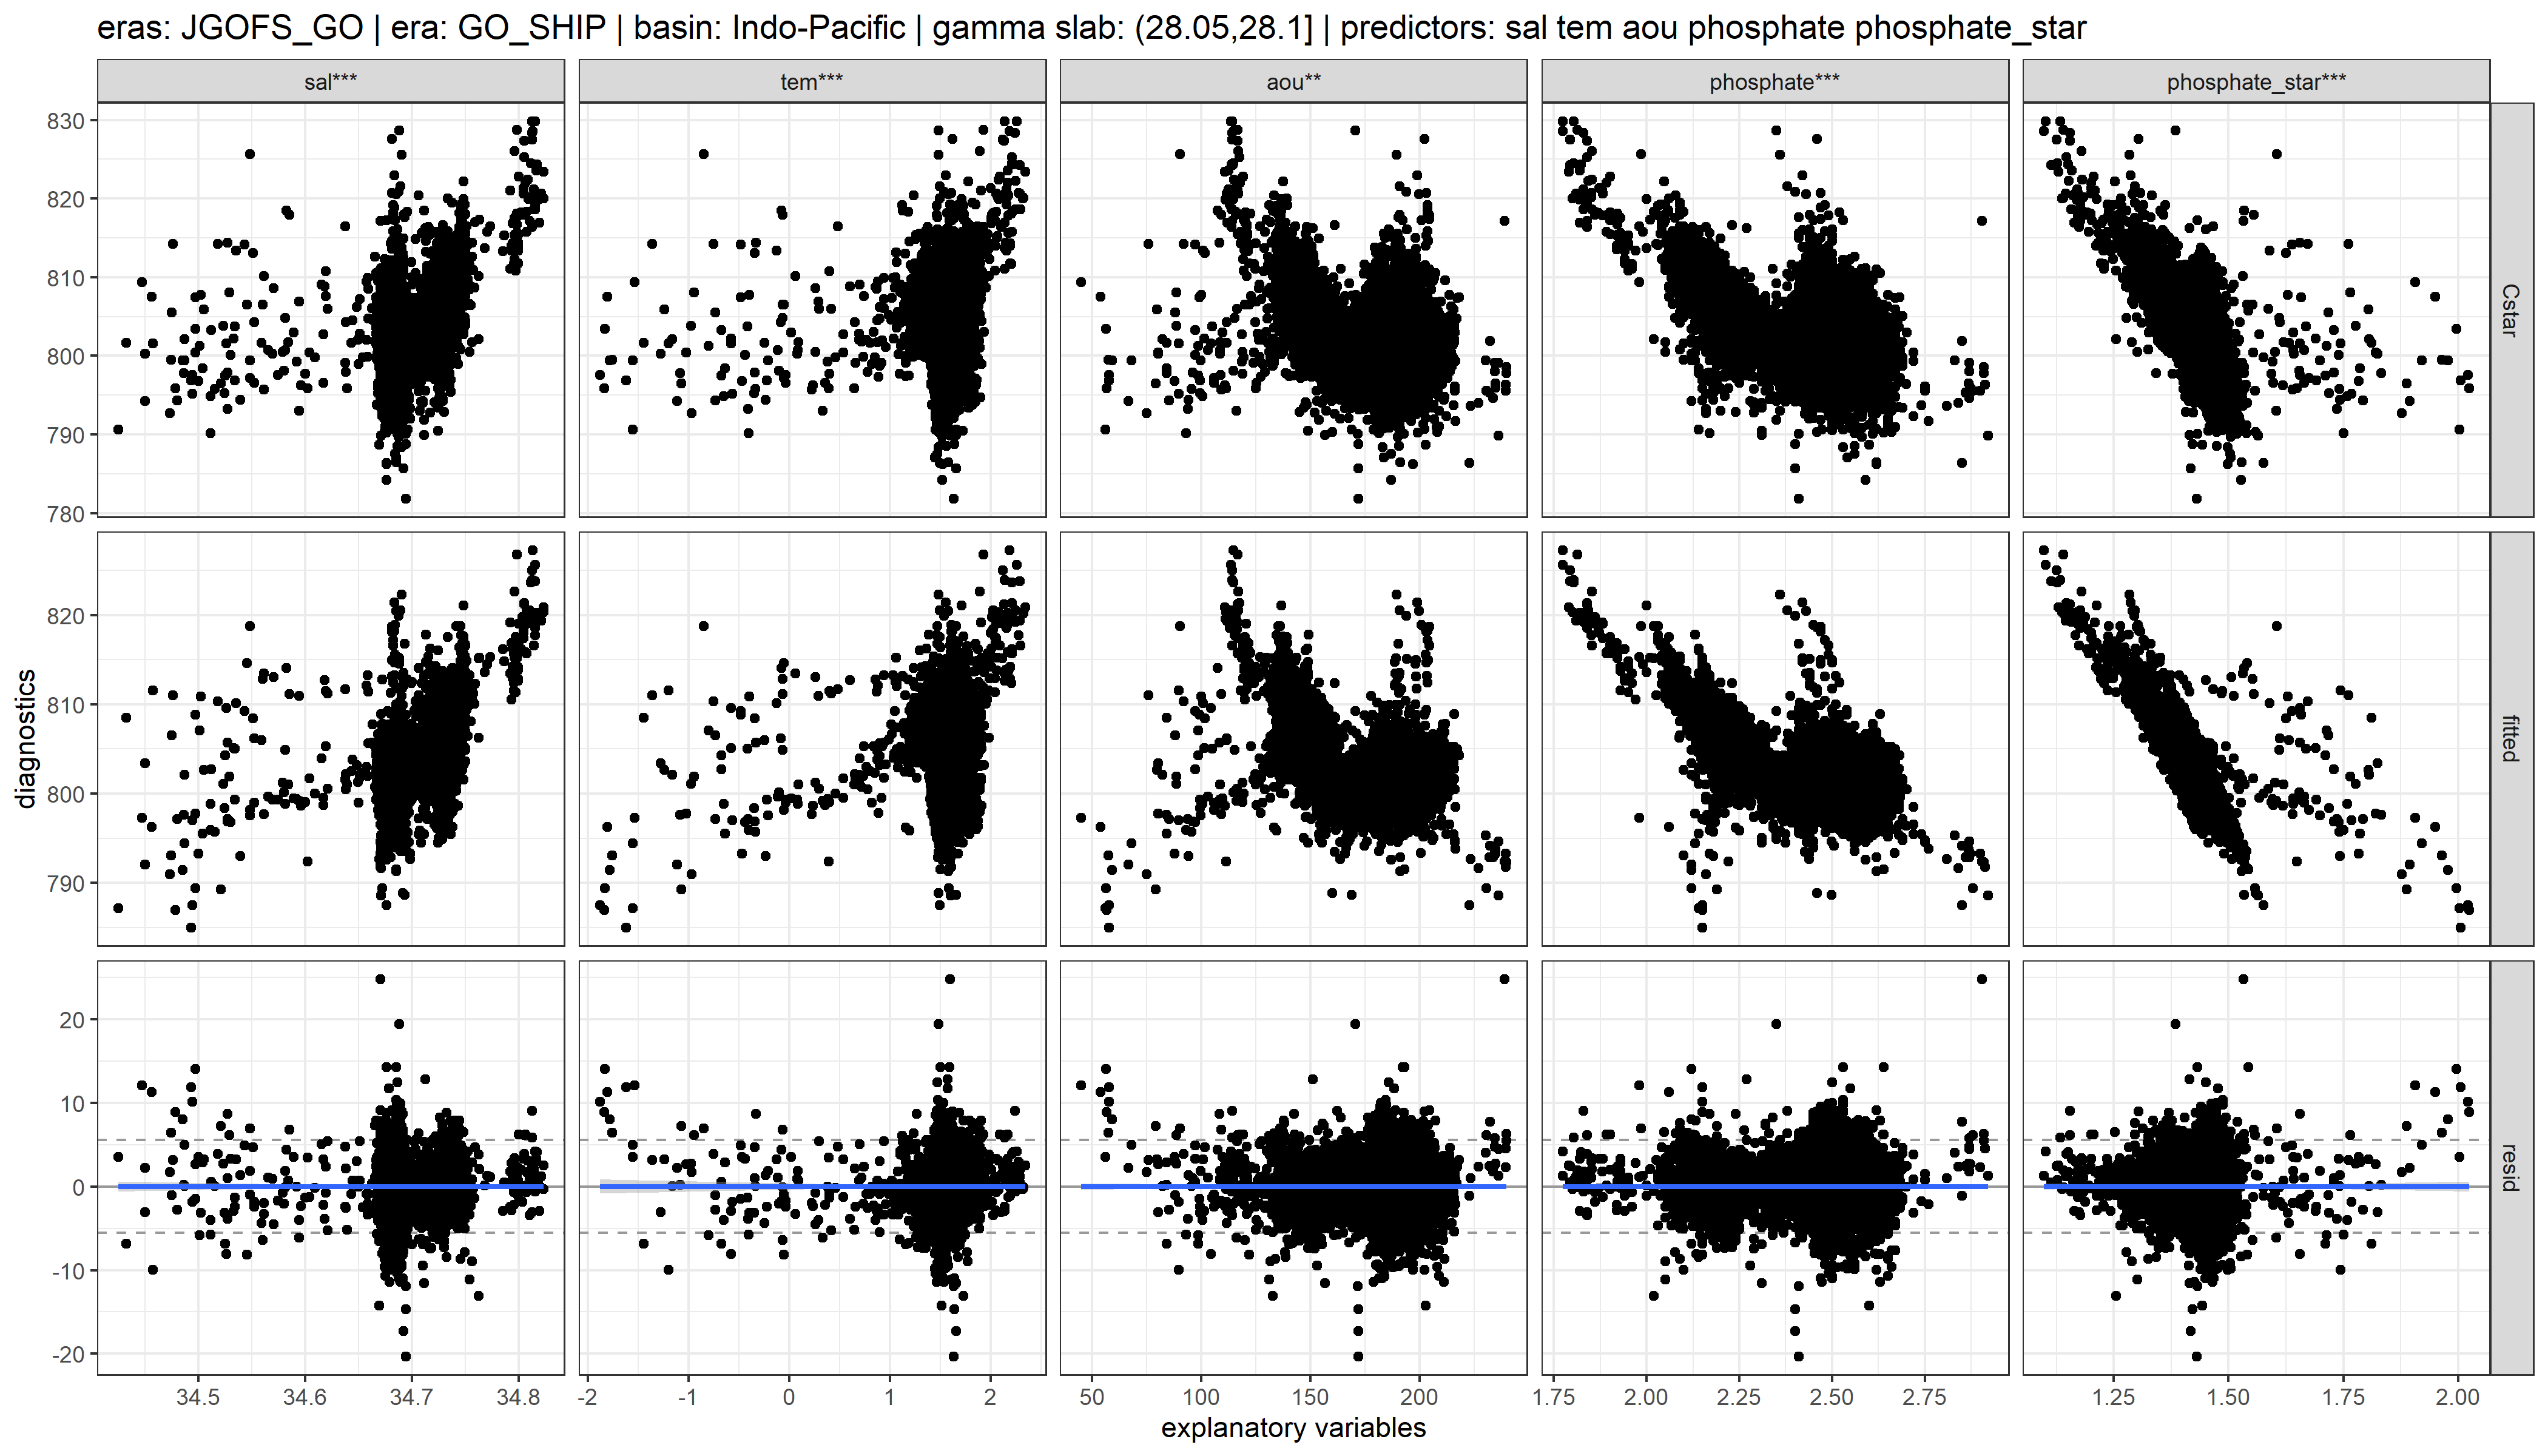 eras: JGOFS_GO | era: GO_SHIP | basin: Indo-Pacific | gamma slab: (28.05,28.1] | predictors: sal tem aou phosphate phosphate_star
sal*** tem*** aou** phosphate*** phosphate_star***
830
820
810
800
790
780
Cstar
820
810
800
790
fitted
diagnostics
20
10
0
-10
-20
resid
34.5 34.6 34.7 34.8 -2 -1 0 1 2 50 100 150 200 1.75 2.00 2.25 2.50 2.75 1.25 1.50 1.75 2.00
explanatory variables